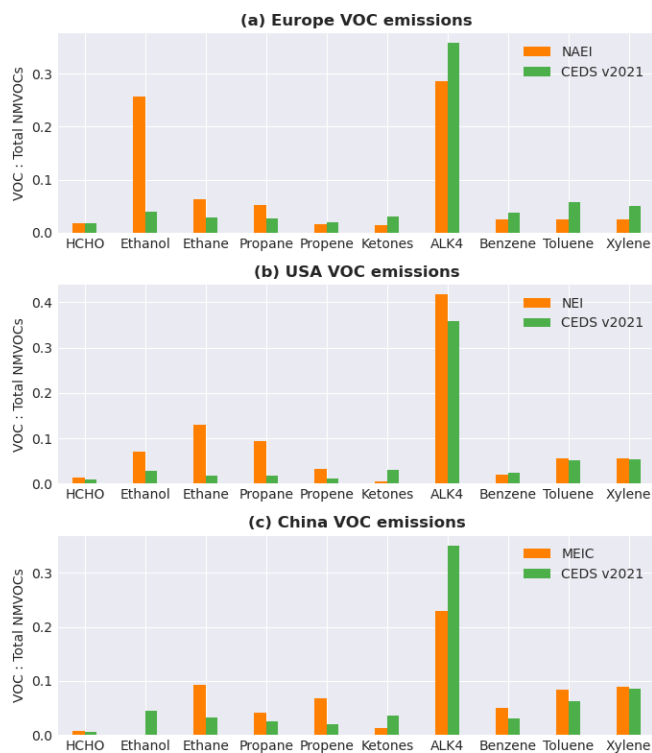 (a) Europe VOC emissions
VOC : Total NMVOCs
0.3
0.2
0.1
0.0
NAEI
CEDS v2021
HCHO Ethanol Ethane Propane Propene Ketones ALK4 Benzene Toluene Xylene
(b) USA VOC emissions
VOC : Total NMVOCs
0.4
0.3
0.2
0.1
0.0
NEI
CEDS v2021
HCHO Ethanol Ethane Propane Propene Ketones ALK4 Benzene Toluene Xylene
(c) China VOC emissions
VOC : Total NMVOCs
0.3
0.2
0.1
0.0
MEIC
CEDS v2021
HCHO Ethanol Ethane Propane Propene Ketones ALK4 Benzene Toluene Xylene